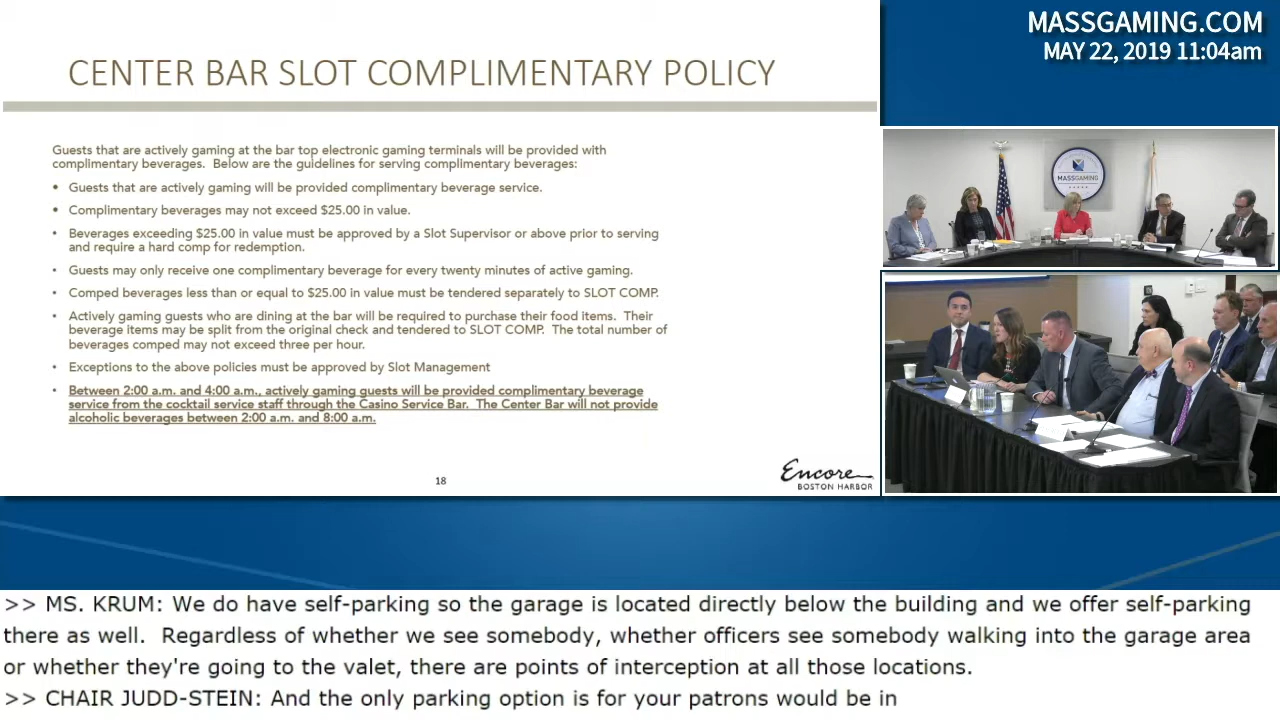 CENTER BAR SLOT COMPLIMENTARY POLICY
MASSGAMING.COM
MAY 22, 2019 11:04am
Guests that are actively gaming at the bar top electronic gaming terminals will be provided with
complimentary beverages.  Below are the guidelines for serving complimentary beverages:
• Guests that are actively gaming will be provided complimentary beverage service.
• Complimentary beverages may not exceed $25.00 in value.
• Beverages exceeding $25.00 in value must be approved by a Slot Supervisor or above prior to serving
and require a hard comp for redemption.
• Guests may only receive one complimentary beverage for every twenty minutes of active gaming.
• Comped beverages less than or equal to $25.00 in value must be tendered separately to SLOT COMP.
• Actively gaming guests who are dining at the bar will be required to purchase their food items.  Their
beverage items may be split from the original check and tendered to SLOT COMP.  The total number of
beverages comped may not exceed three per hour.
• Exceptions to the above policies must be approved by Slot Management
• Between 2:00 a.m. and 4:00 a.m., actively gaming guests will be provided complimentary beverage
service from the cocktail service staff through the Casino Service Bar.  The Center Bar will not provide
alcoholic beverages between 2:00 a.m. and 8:00 a.m.
18
Encore
BOSTON HARBOR
MASSGAMING
>> MS. KRUM: We do have self-parking so the garage is located directly below the building and we offer self-parking
there as well.  Regardless of whether we see somebody, whether officers see somebody walking into the garage area
or whether they're going to the valet, there are points of interception at all those locations.
>> CHAIR JUDD-STEIN: And the only parking option is for your patrons would be in